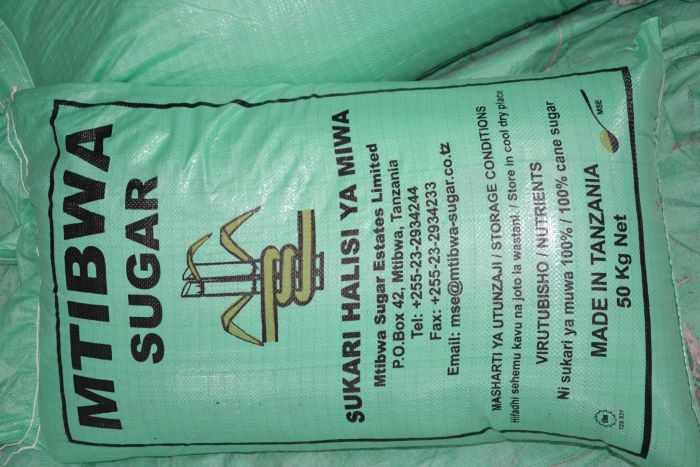 MTIBWA
SUGAR
SUKARI HALISI YA MIWA
Mtibwa Sugar Estates Limited
P.O.Box 42, Mtibwa, Tanzania
Tel: +255-23-2934244
Fax: +255-23-2934233
Email: mse@mtibwa-sugar.co.tz
MASHARTI YA UTUNZAJI / STORAGE CONDITIONS
Hifadhi sehemu kavu na joto la wastani. / Store in cool dry place.
VIRUTUBISHO / NUTRIENTS
Ni sukari ya muwa 100% / 100% cane sugar
MADE IN TANZANIA
50 Kg Net
MSE